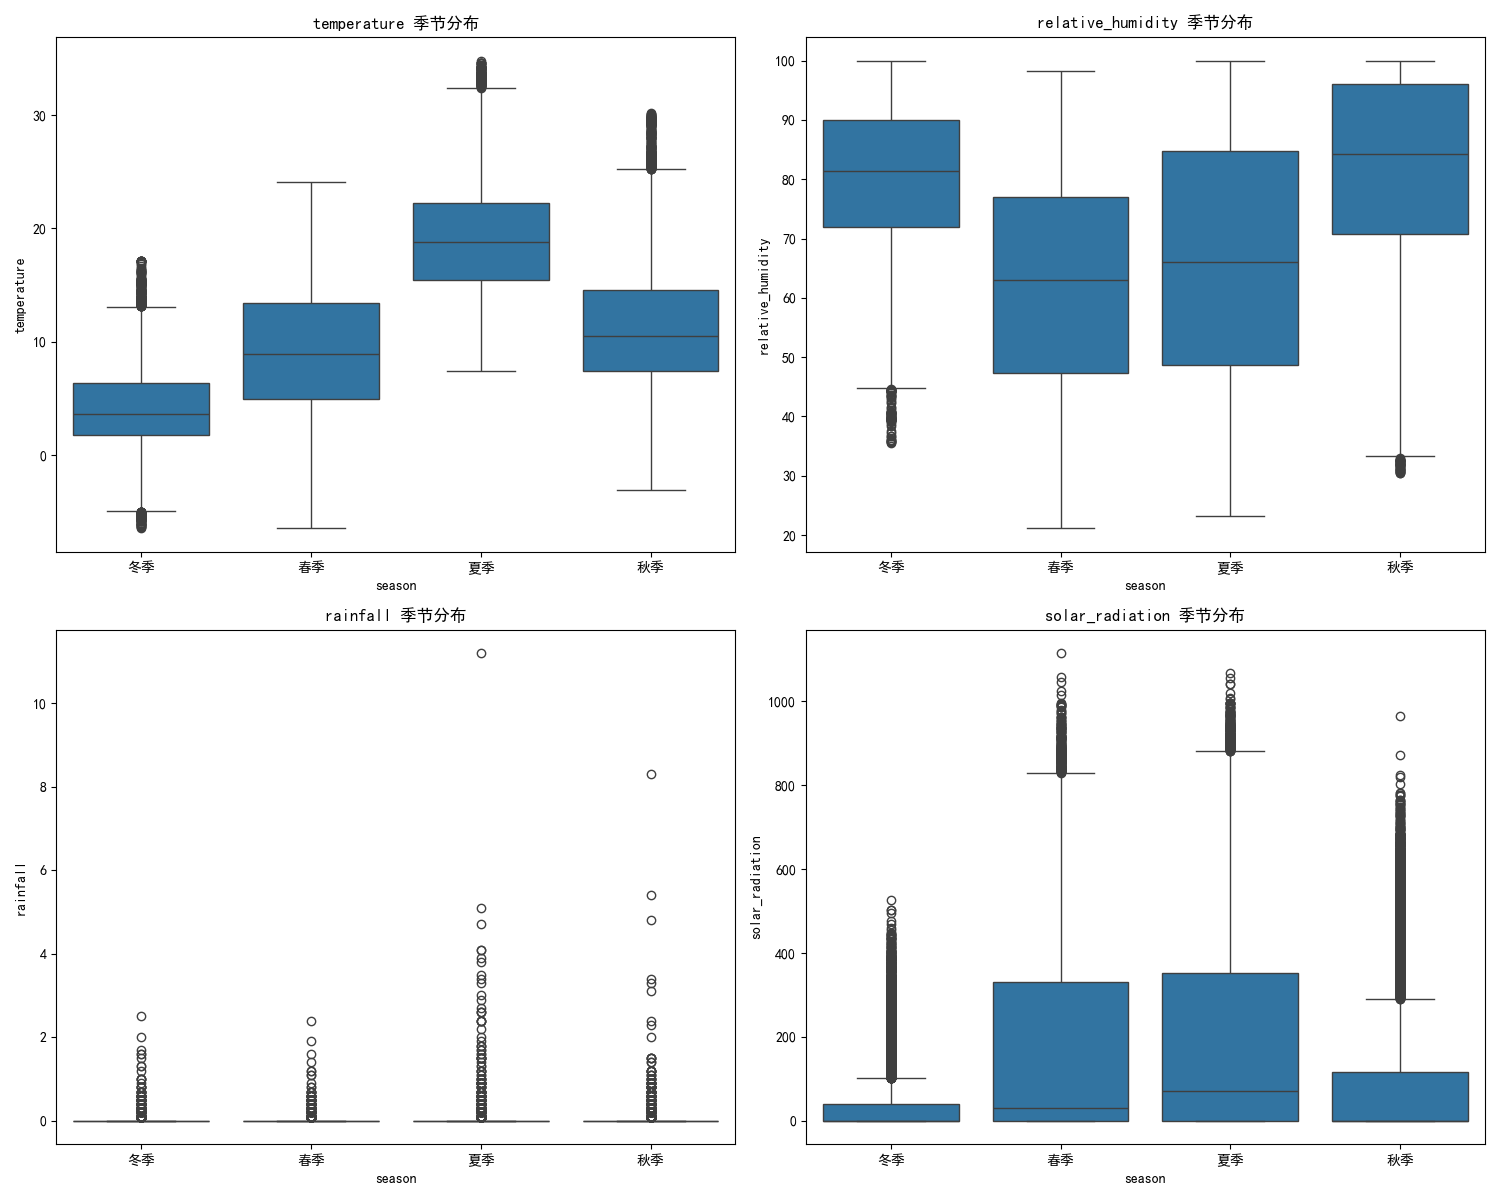 temperature 季节分布
30
20
10
0
temperature
冬季 春季 夏季 秋季
season
relative_humidity 季节分布
100
90
80
70
60
50
40
30
20
relative_humidity
冬季 春季 夏季 秋季
season
rainfall 季节分布
10
8
6
4
2
0
rainfall
冬季 春季 夏季 秋季
season
solar_radiation 季节分布
1000
800
600
400
200
0
solar_radiation
冬季 春季 夏季 秋季
season